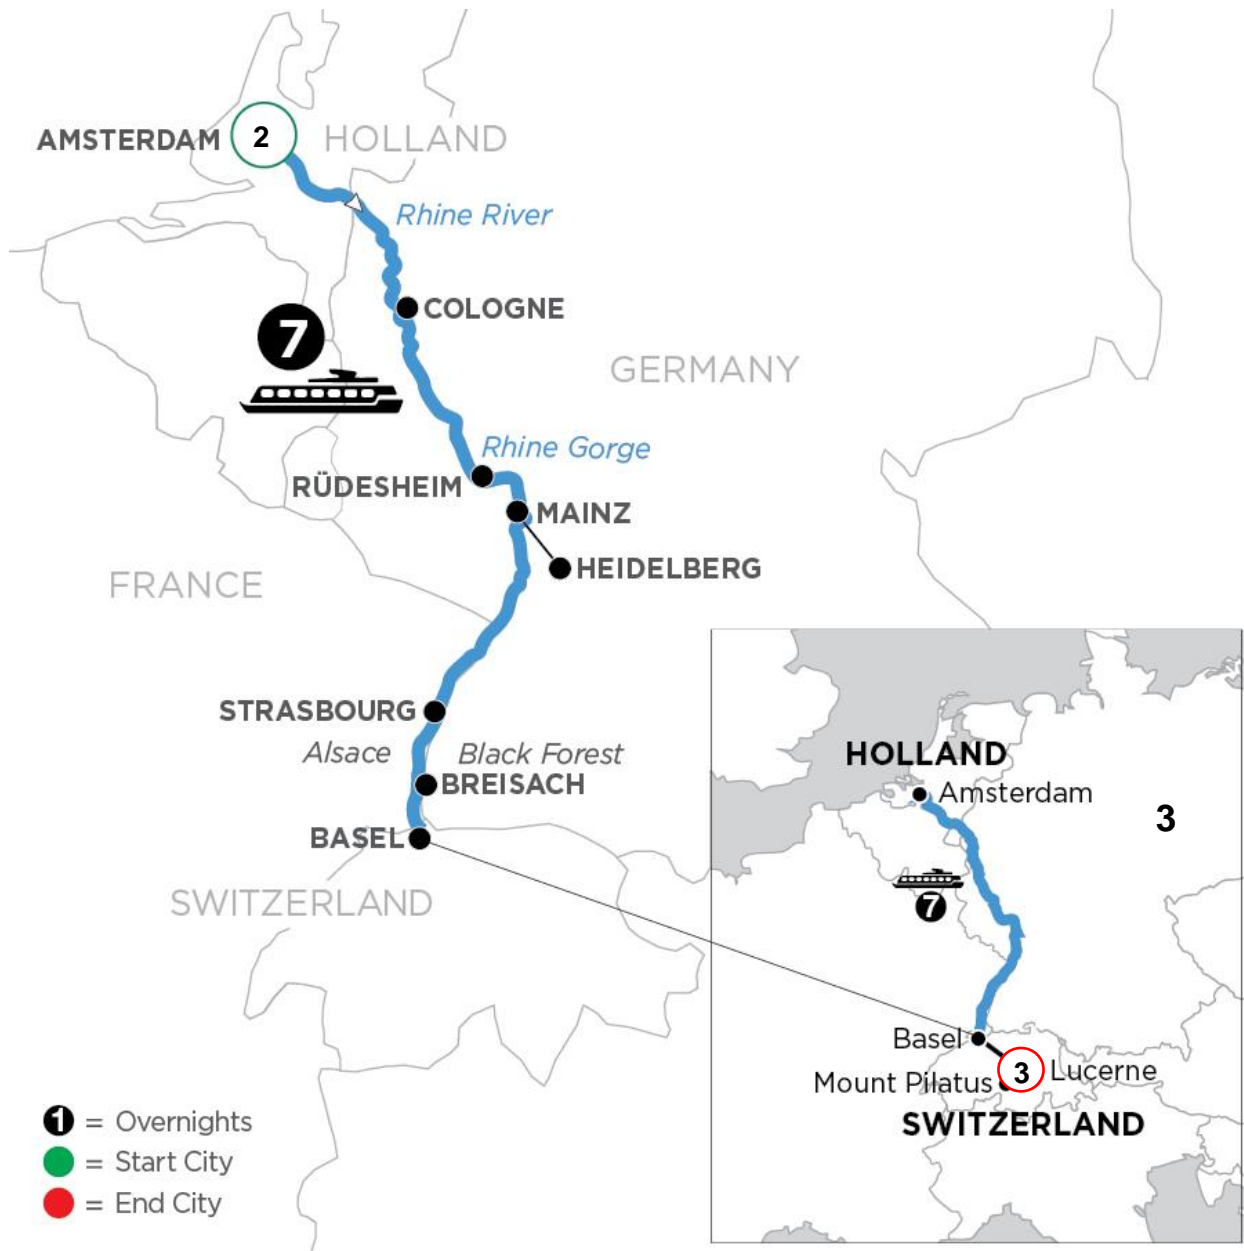 AMSTERDAM 2 HOLLAND
Rhine River
COLOGNE
7
GERMANY
Rhine Gorge
RÜDESHEIM
MAINZ
HEIDELBERG
FRANCE
STRASBOURG
Alsace Black Forest
BREISACH
BASEL
SWITZERLAND
HOLLAND
Amsterdam
3
7
Basel
3 Lucerne
Mount Pilatus
SWITZERLAND
1 = Overnights
= Start City
= End City